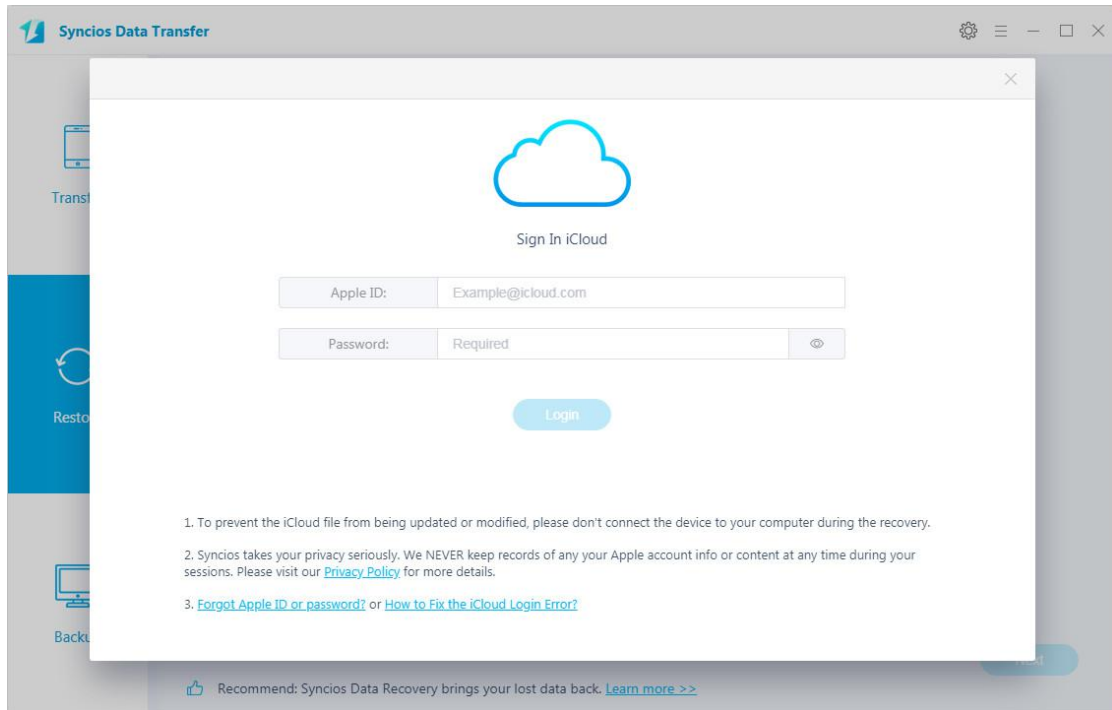 Syncios Data Transfer
Sign In iCloud
Apple ID: Example@icloud.com
Password: Required
Login
1. To prevent the iCloud file from being updated or modified, please don't connect the device to your computer during the recovery.
2. Syncios takes your privacy seriously. We NEVER keep records of any your Apple account info or content at any time during your
sessions. Please visit our Privacy Policy for more details.
3. Forgot Apple ID or password? or How to Fix the iCloud Login Error?
Recommend: Syncios Data Recovery brings your lost data back. Learn more >>